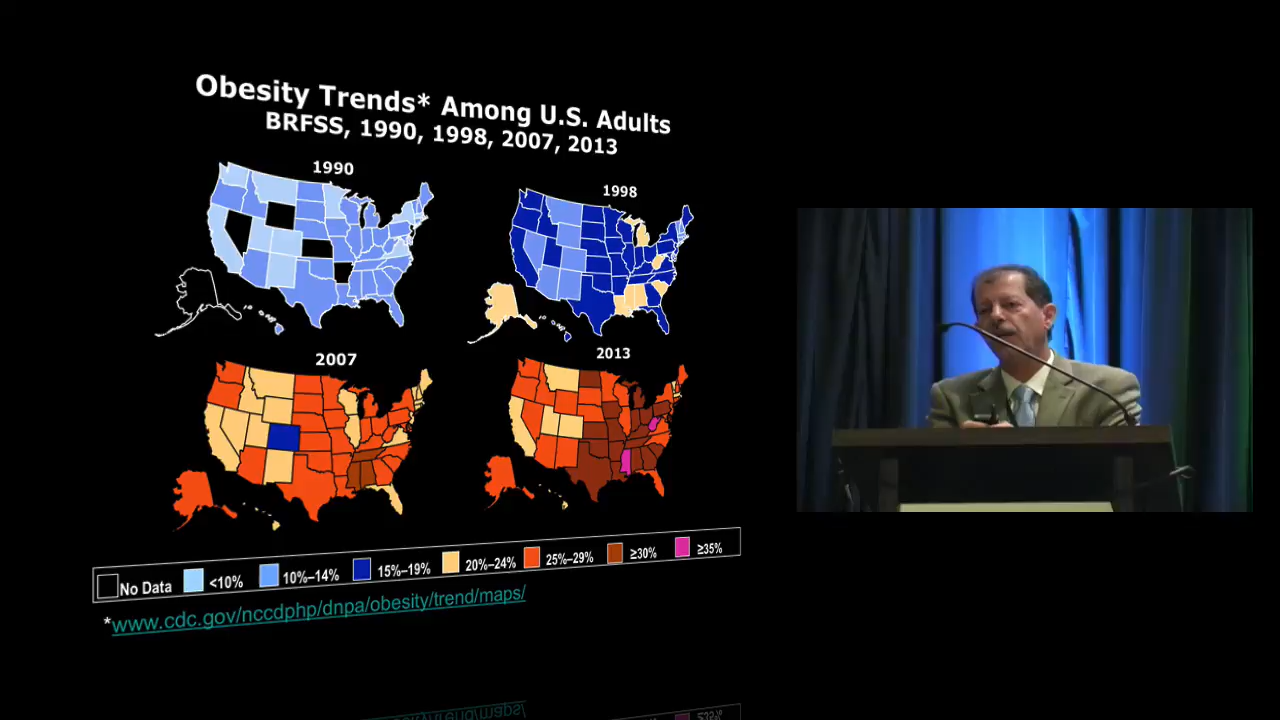 Obesity Trends* Among U.S. Adults
BRFSS, 1990, 1998, 2007, 2013
1990
1998
2007
2013
No Data <10% 10%–14% 15%–19% 20%–24% 25%–29% ≥30% ≥35%
*www.cdc.gov/nccdphp/dnpa/obesity/trend/maps/